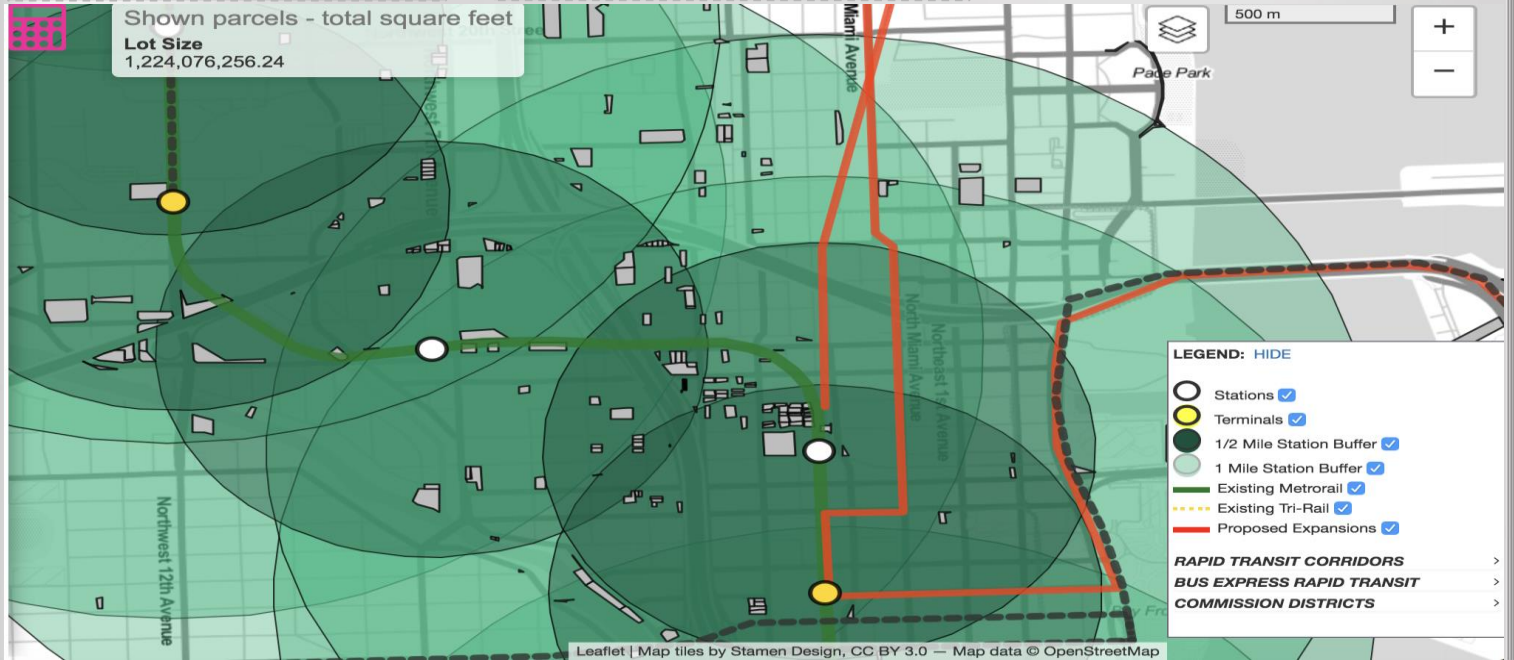 Shown parcels - total square feet
Lot Size
1,224,076,256.24
Miami Avenue
500 m
+
−
Pace Park
North Miami Avenue
Northeast 1st Avenue
Northwest 12th Avenue
LEGEND: HIDE
Stations
Terminals
1/2 Mile Station Buffer
1 Mile Station Buffer
Existing Metrorail
Existing Tri-Rail
Proposed Expansions
RAPID TRANSIT CORRIDORS >
BUS EXPRESS RAPID TRANSIT >
COMMISSION DISTRICTS >
Leaflet | Map tiles by Stamen Design, CC BY 3.0 — Map data © OpenStreetMap